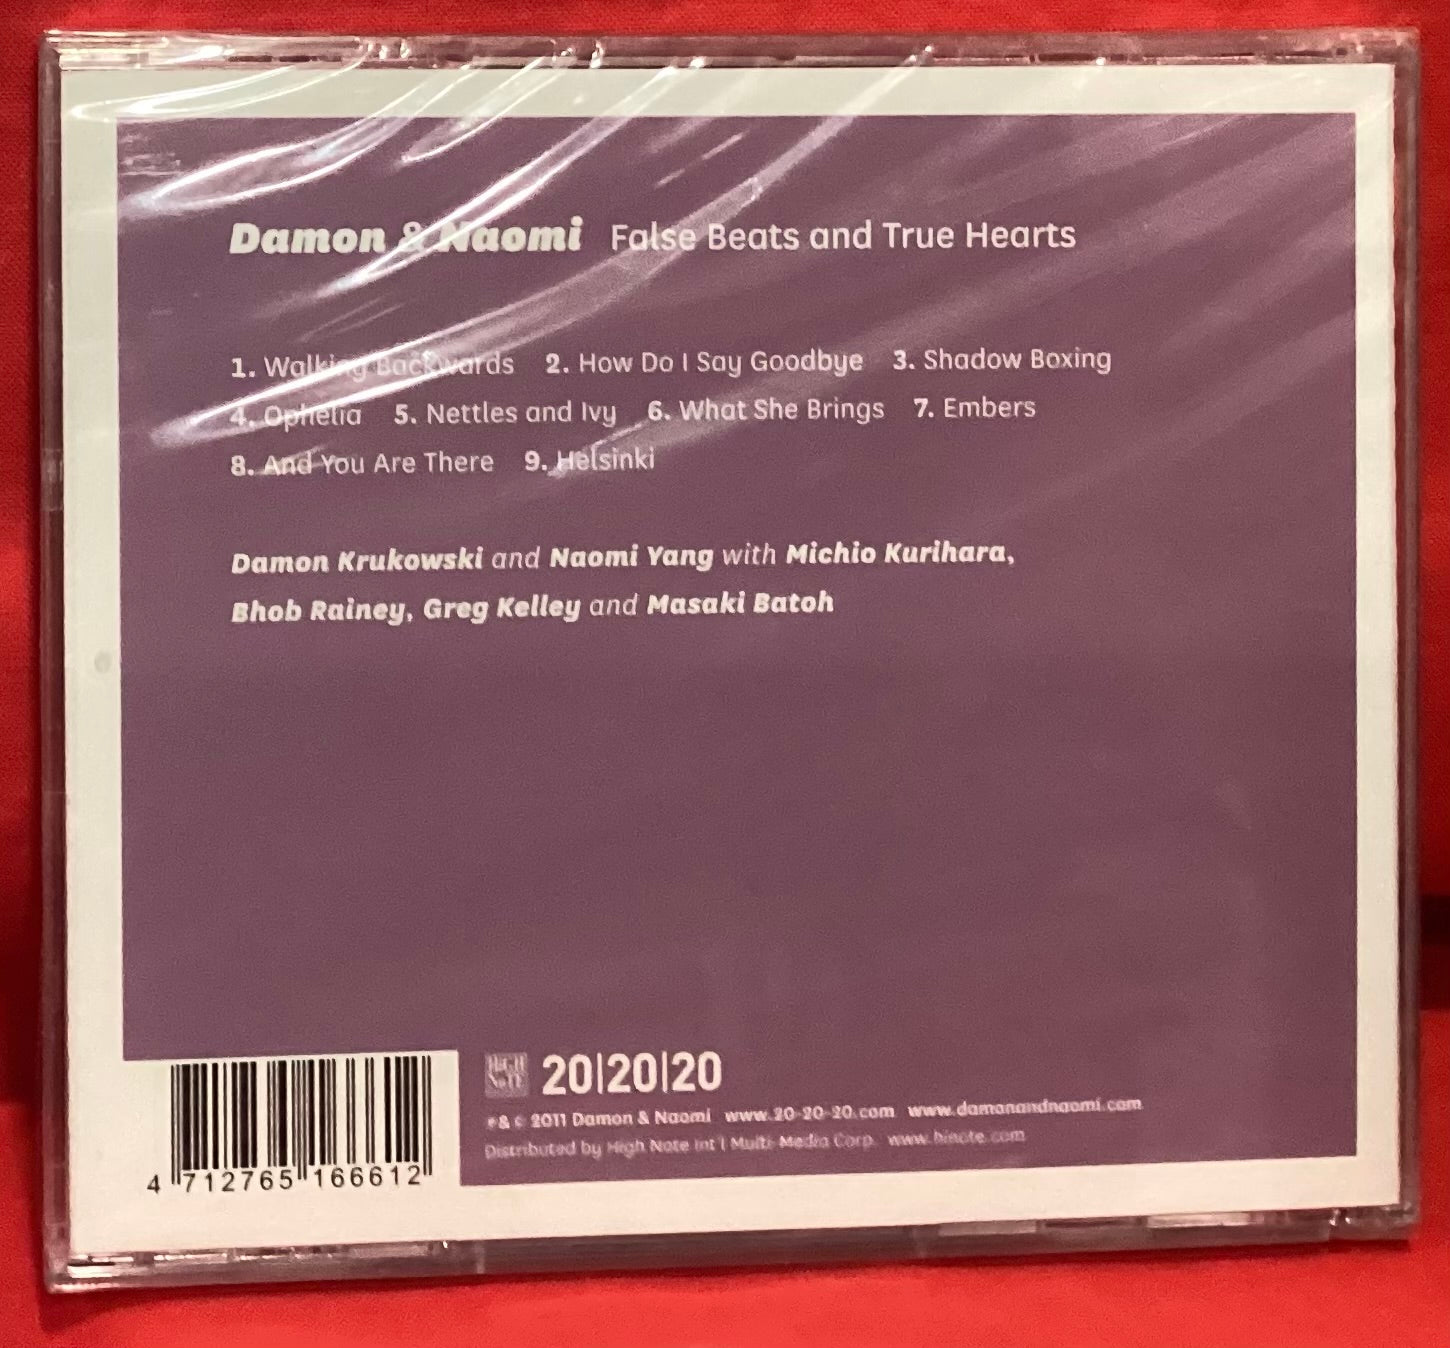 Damon & Naomi False Beats and True Hearts
1. Walking Backwards 2. How Do I Say Goodbye 3. Shadow Boxing
4. Ophelia 5. Nettles and Ivy 6. What She Brings 7. Embers
8. And You Are There 9. Helsinki
Damon Krukowski and Naomi Yang with Michio Kurihara,
Bhob Rainey, Greg Kelley and Masaki Batoh
HIGH NOTE 20|20|20
℗ & © 2011 Damon & Naomi www.20-20-20.com www.damonandnaomi.com
Distributed by High Note Int'l Multi-Media Corp. www.hinote.com
4 712765 166612